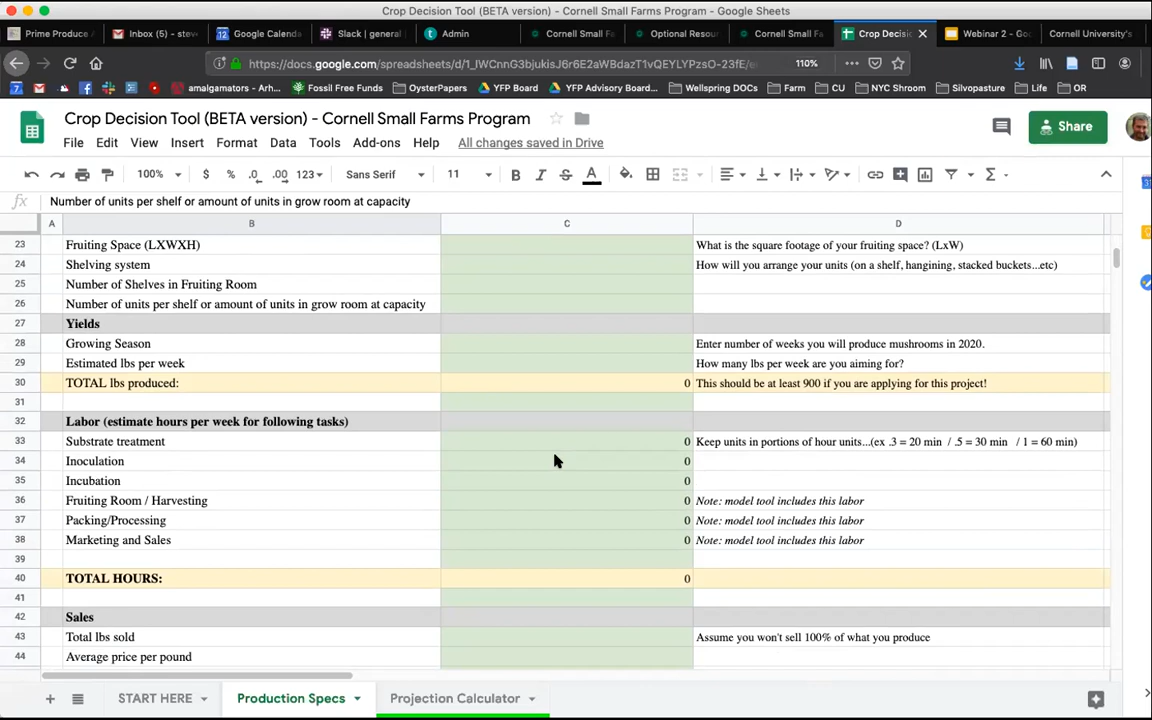 Crop Decision Tool (BETA version) - Cornell Small Farms Program - Google Sheets
Prime Produce Inbox (5) - stev Google Calenda Slack | general Admin Cornell Small F Optional Resou Cornell Small Fa Crop Decisi Webinar 2 - Go Cornell University's
https://docs.google.com/spreadsheets/d/1_IWCnnG3bjukisJ6r6E2aWBdazT1vQEYLYPzsO-23fE/e 110%
amalgamators - Arh... Fossil Free Funds OysterPapers YFP Board YFP Advisory Board... Wellspring DOCs Farm CU NYC Shroom Silvopasture Life OR
Crop Decision Tool (BETA version) - Cornell Small Farms Program
Share
File Edit View Insert Format Data Tools Add-ons Help All changes saved in Drive
100% $ % .0 .00 123 Sans Serif 11 B I S A
fx Number of units per shelf or amount of units in grow room at capacity
A B C D
23 Fruiting Space (LXWXH) What is the square footage of your fruiting space? (LxW)
24 Shelving system How will you arrange your units (on a shelf, hangining, stacked buckets...etc)
25 Number of Shelves in Fruiting Room
26 Number of units per shelf or amount of units in grow room at capacity
27 Yields
28 Growing Season Enter number of weeks you will produce mushrooms in 2020.
29 Estimated lbs per week How many lbs per week are you aiming for?
30 TOTAL lbs produced: 0 This should be at least 900 if you are applying for this project!
31
32 Labor (estimate hours per week for following tasks)
33 Substrate treatment 0 Keep units in portions of hour units...(ex .3 = 20 min / .5 = 30 min / 1 = 60 min)
34 Inoculation 0
35 Incubation 0
36 Fruiting Room / Harvesting 0 Note: model tool includes this labor
37 Packing/Processing 0 Note: model tool includes this labor
38 Marketing and Sales 0 Note: model tool includes this labor
39
40 TOTAL HOURS: 0
41
42 Sales
43 Total lbs sold Assume you won't sell 100% of what you produce
44 Average price per pound
START HERE Production Specs Projection Calculator